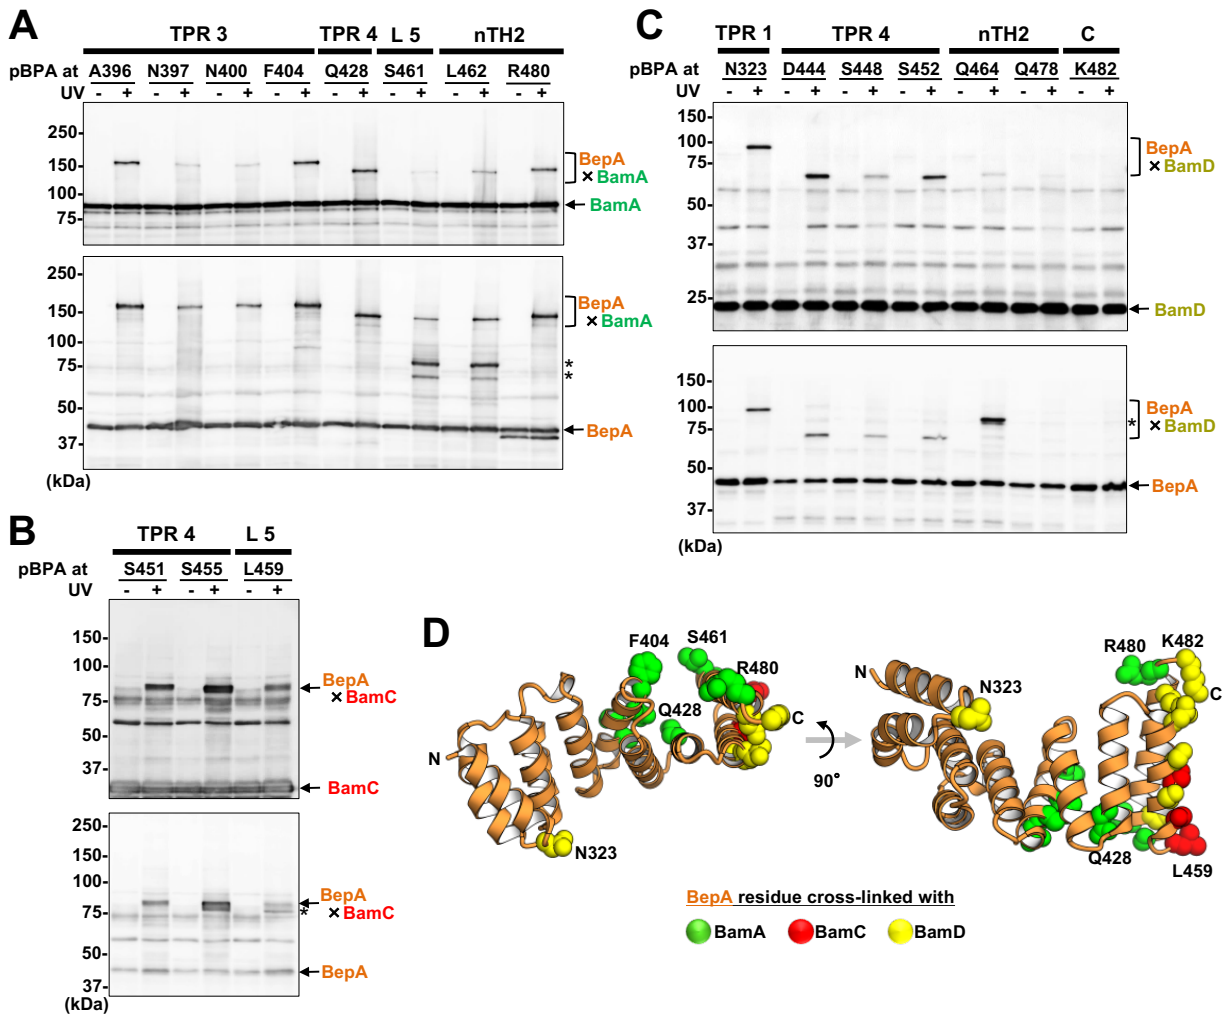 A
TPR 3 TPR 4 L 5 nTH2
pBPA at A396 N397 N400 F404 Q428 S461 L462 R480
UV - + - + - + - + - + - + - + - +
250
150
100
75
BepA
× BamA
BamA
250
150
100
75
50
37
(kDa)
BepA
× BamA
*
*
BepA
B
TPR 4 L 5
pBPA at S451 S455 L459
UV - + - + - +
250
150
100
75
50
37
BepA
× BamC
BamC
250
150
100
75
50
37
(kDa)
BepA
× BamC
*
BepA
C
TPR 1 TPR 4 nTH2 C
pBPA at N323 D444 S448 S452 Q464 Q478 K482
UV - + - + - + - + - + - + - +
150
100
75
50
37
25
BepA
× BamD
BamD
150
100
75
50
37
(kDa)
BepA
* × BamD
BepA
D
F404 S461
R480
Q428
N
C
N323
90°
R480 K482
N
N323
C
Q428
L459
BepA residue cross-linked with
BamA BamC BamD